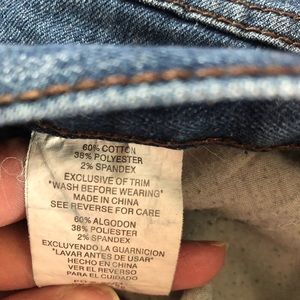 60% COTTON
38% POLYESTER
2% SPANDEX
EXCLUSIVE OF TRIM
"WASH BEFORE WEARING"
MADE IN CHINA
SEE REVERSE FOR CARE
60% ALGODON
38% POLYESTER
2% SPANDEX
EXCLUYENDO LA GUARNICION
"LAVAR ANTES DE USAR"
HECHO EN CHINA
VER EL REVERSO
PARA EL CUIDADO